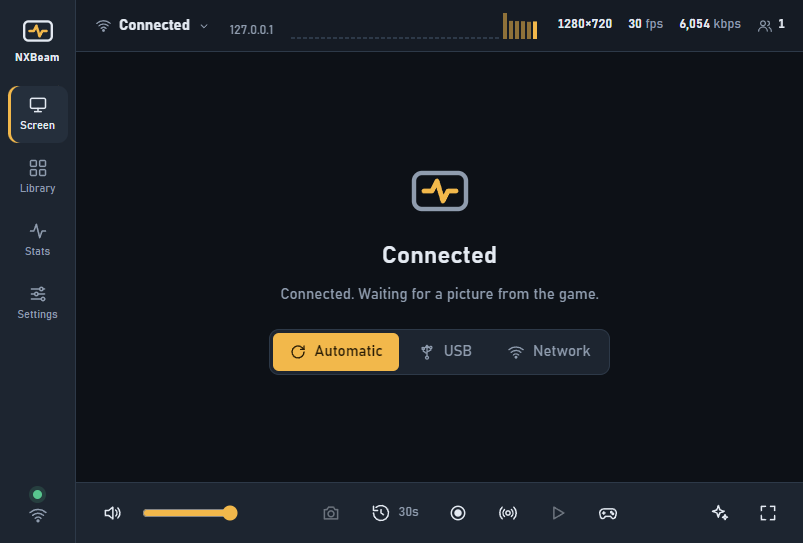 NXBeam
Connected
127.0.0.1
1280×720
30 fps
6,054 kbps
1
Screen
Library
Stats
Settings
Connected
Connected. Waiting for a picture from the game.
Automatic
USB
Network
30s